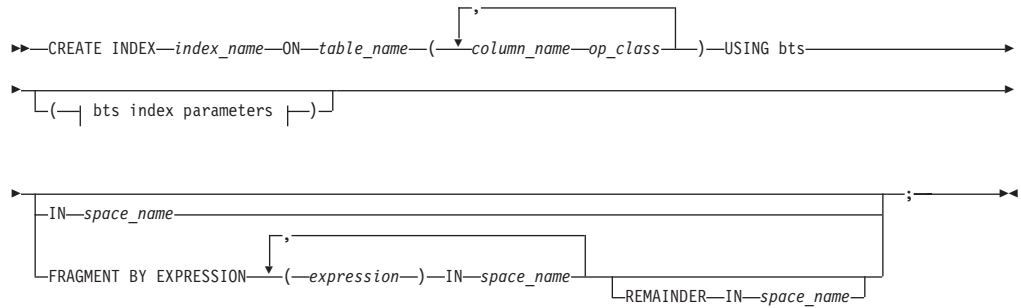 ,
CREATE INDEX index_name ON table_name ( column_name op_class ) USING bts
( bts index parameters )
IN space_name
;
,
FRAGMENT BY EXPRESSION ( expression ) IN space_name
REMAINDER IN space_name